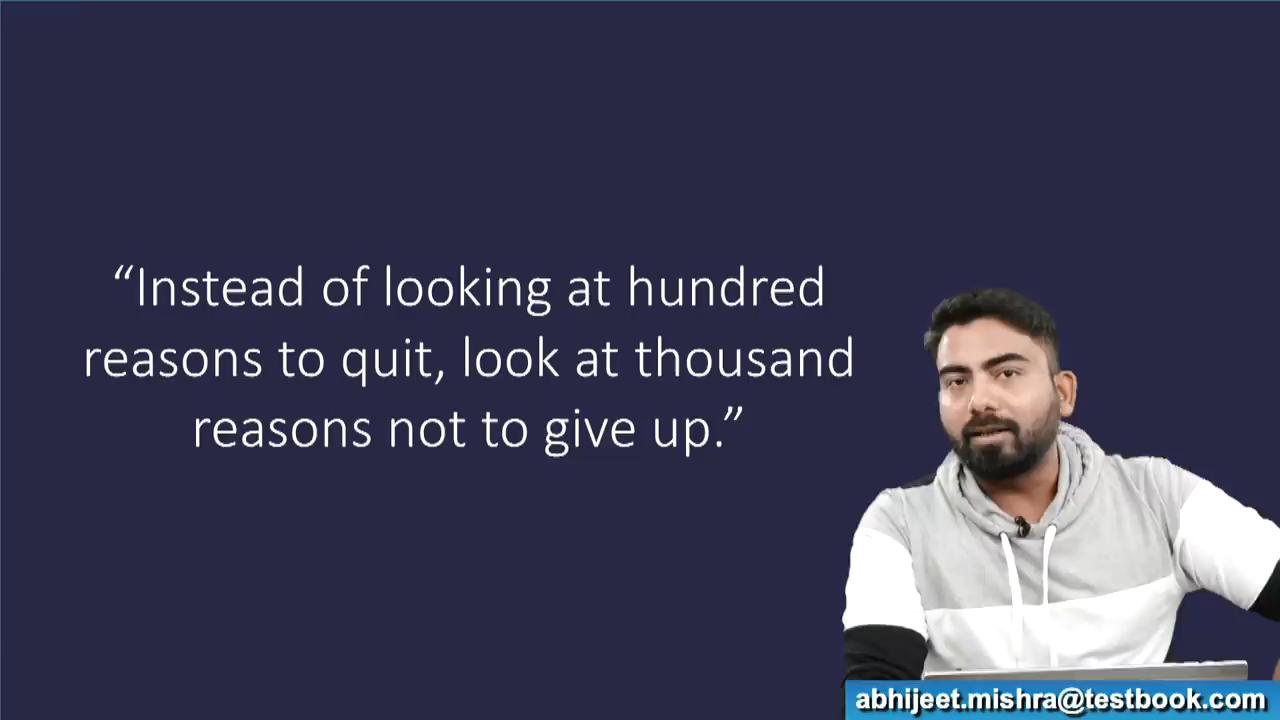 “Instead of looking at hundred
reasons to quit, look at thousand
reasons not to give up.”
abhijeet.mishra@testbook.com